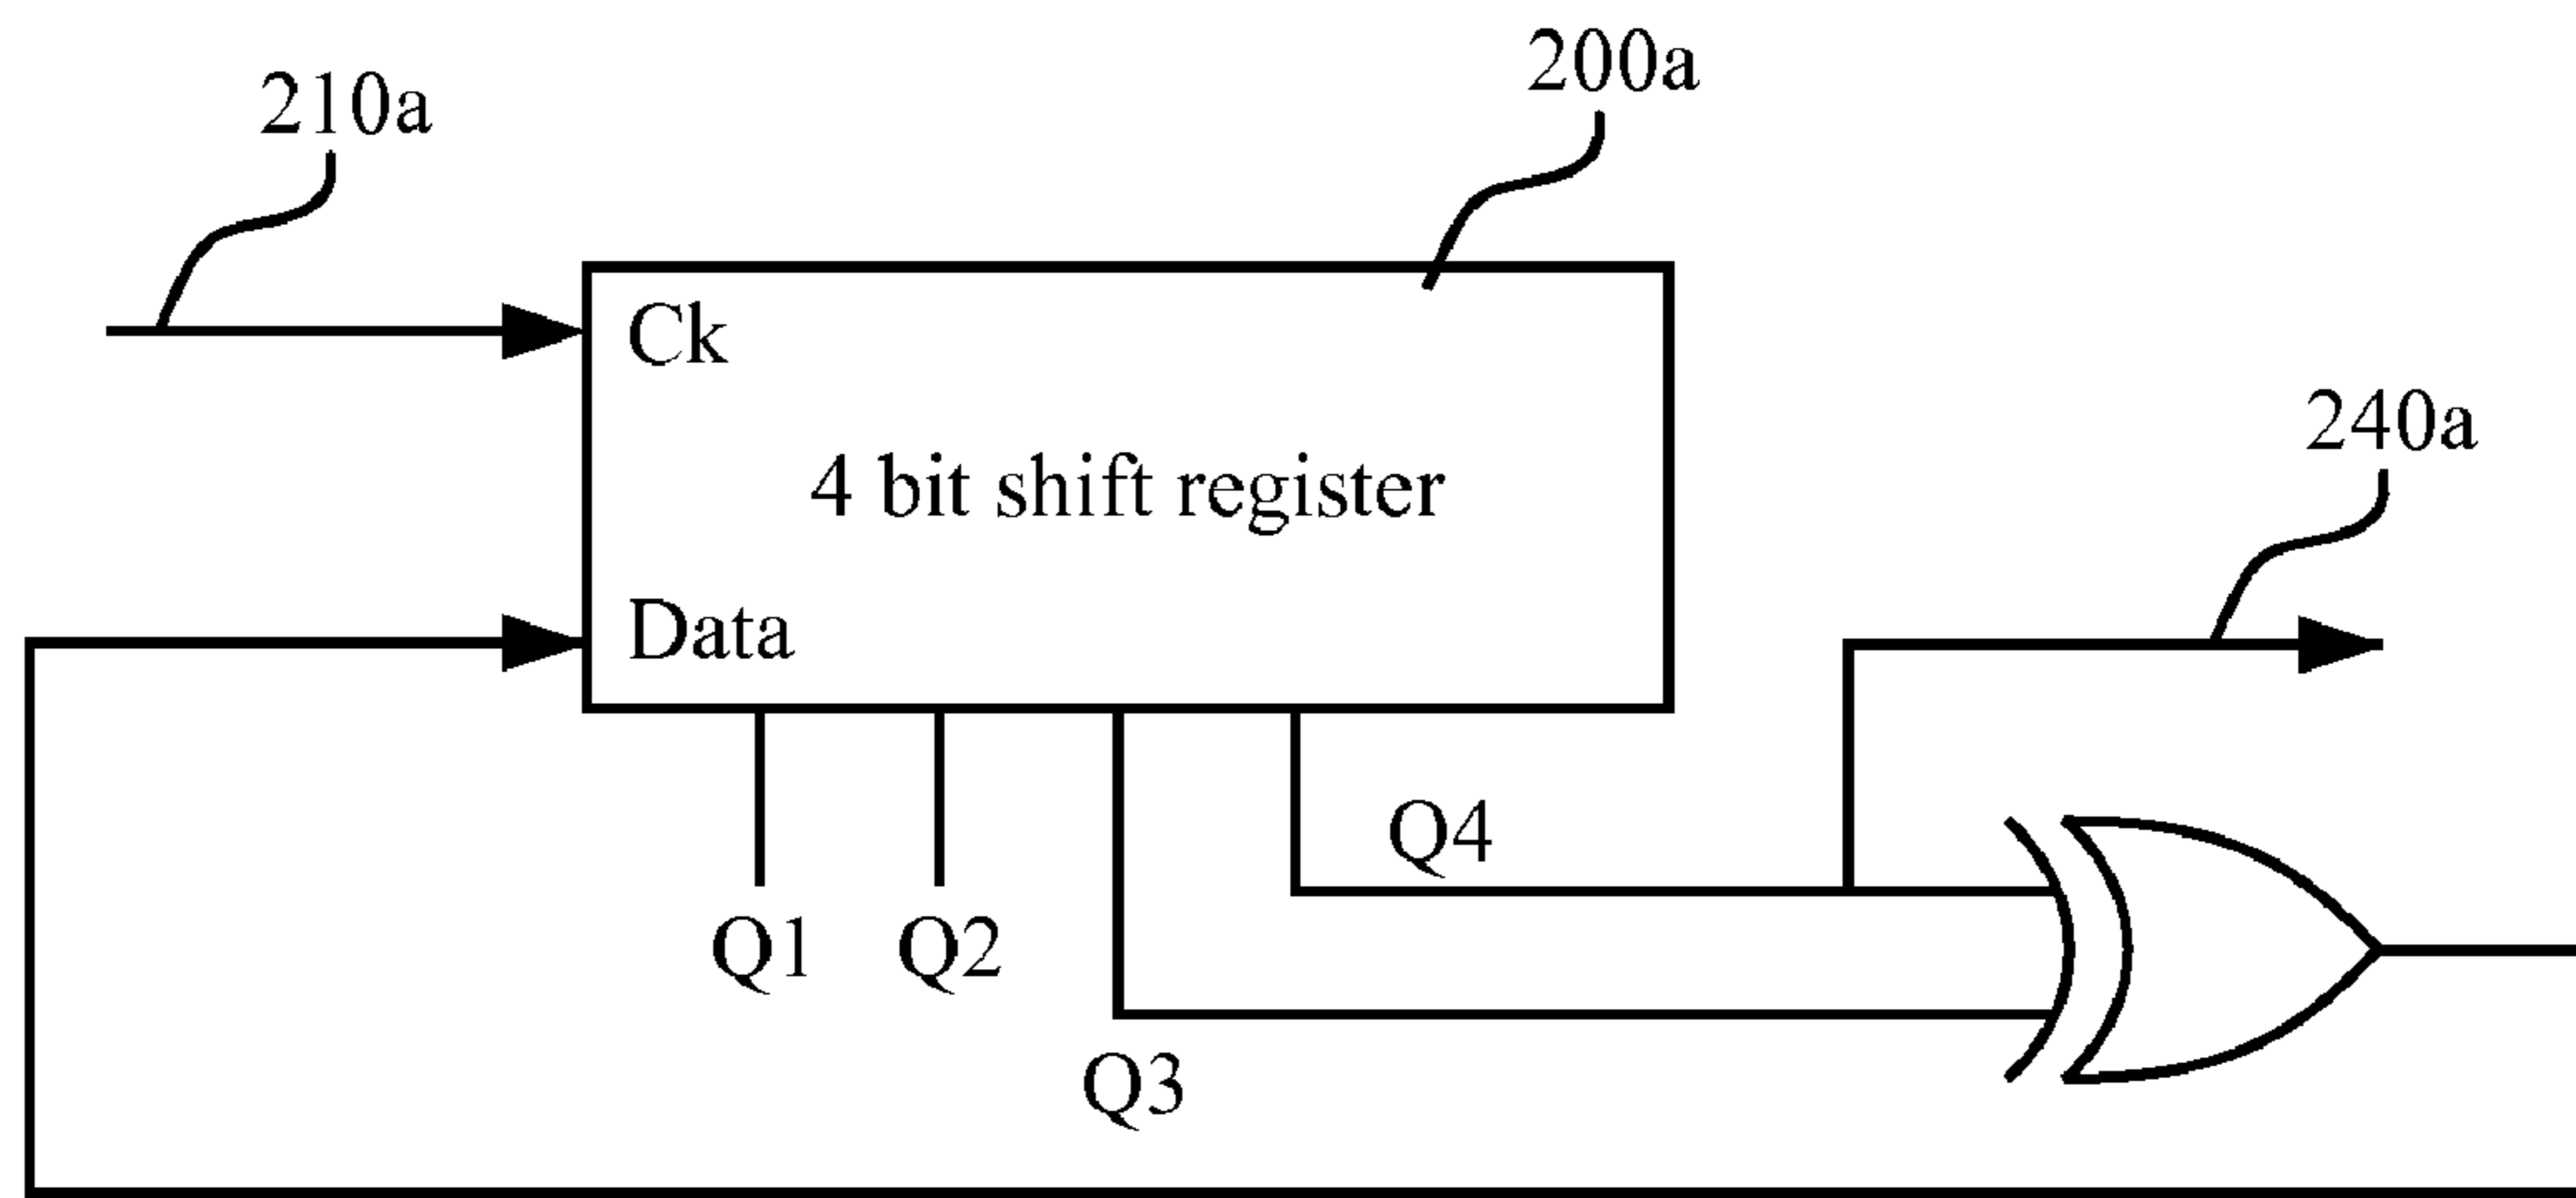 200a
210a
Ck
240a
4 bit shift register
Data
Q4
Q1
Q2
Q3